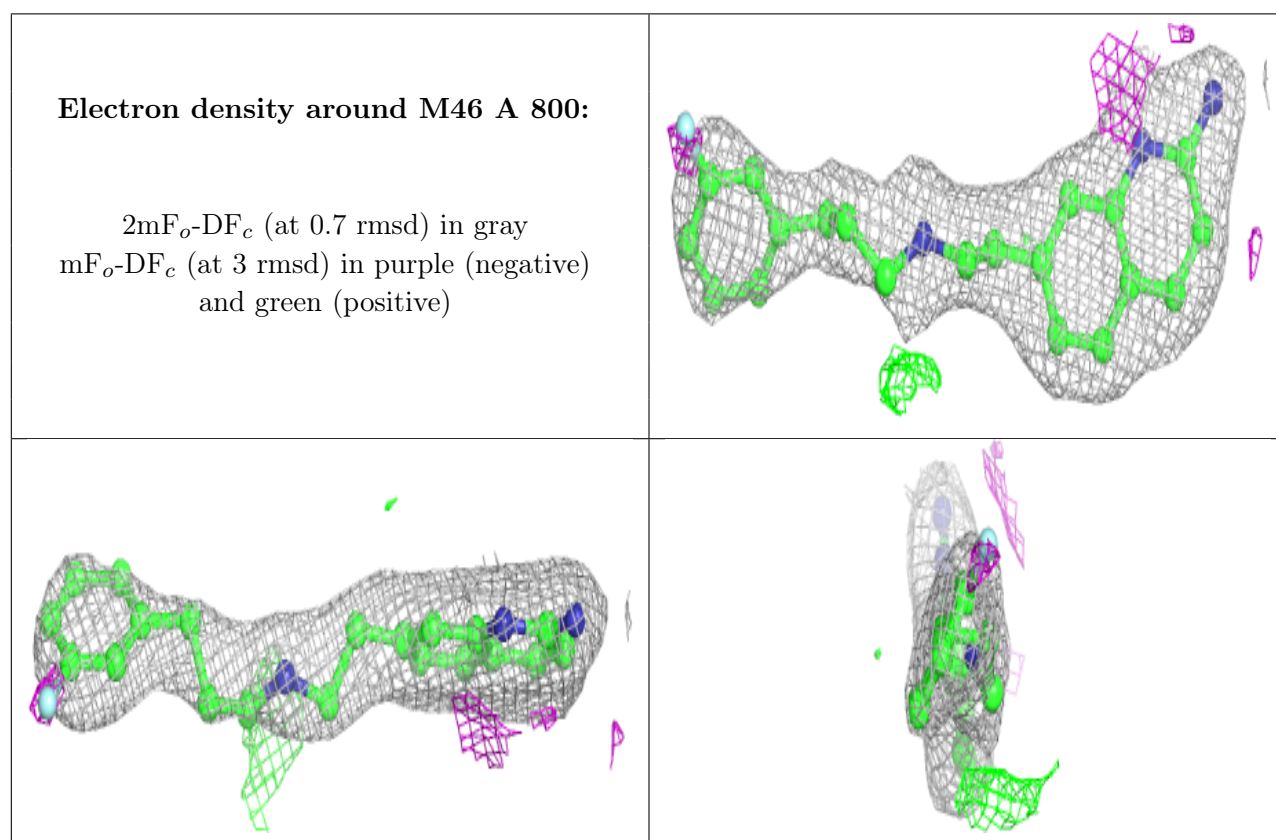 Electron density around M46 A 800:
2mFₒ-DF𝒸 (at 0.7 rmsd) in gray
mFₒ-DF𝒸 (at 3 rmsd) in purple (negative)
and green (positive)